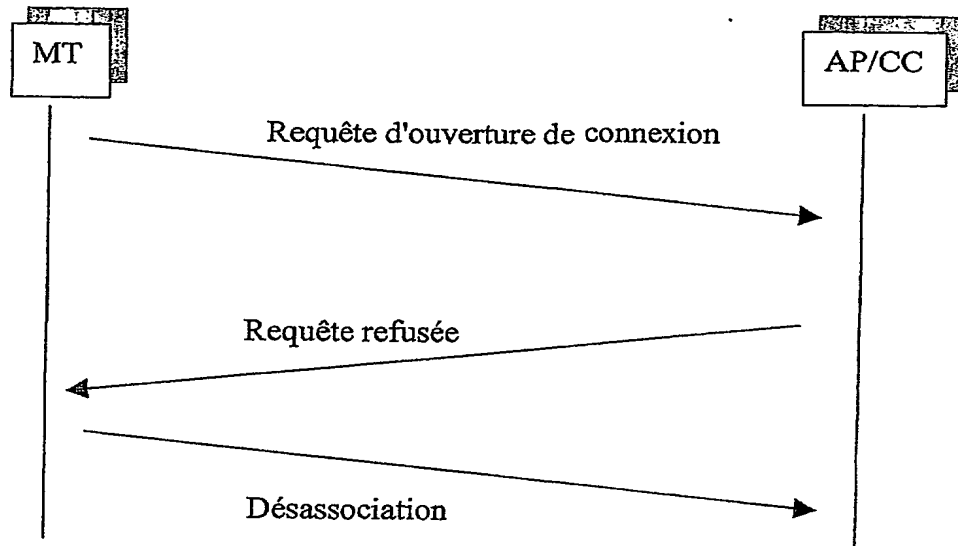 MT
AP/CC
Requête d'ouverture de connexion
Requête refusée
Désassociation